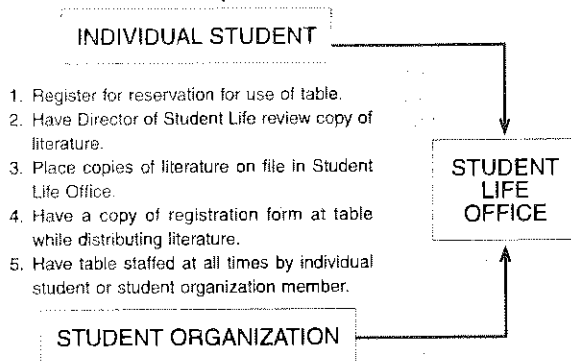 INDIVIDUAL STUDENT
1. Register for reservation for use of table.
2. Have Director of Student Life review copy of
literature.
3. Place copies of literature on file in Student
Life Office.
4. Have a copy of registration form at table
while distributing literature.
5. Have table staffed at all times by individual
student or student organization member.
STUDENT
LIFE
OFFICE
STUDENT ORGANIZATION